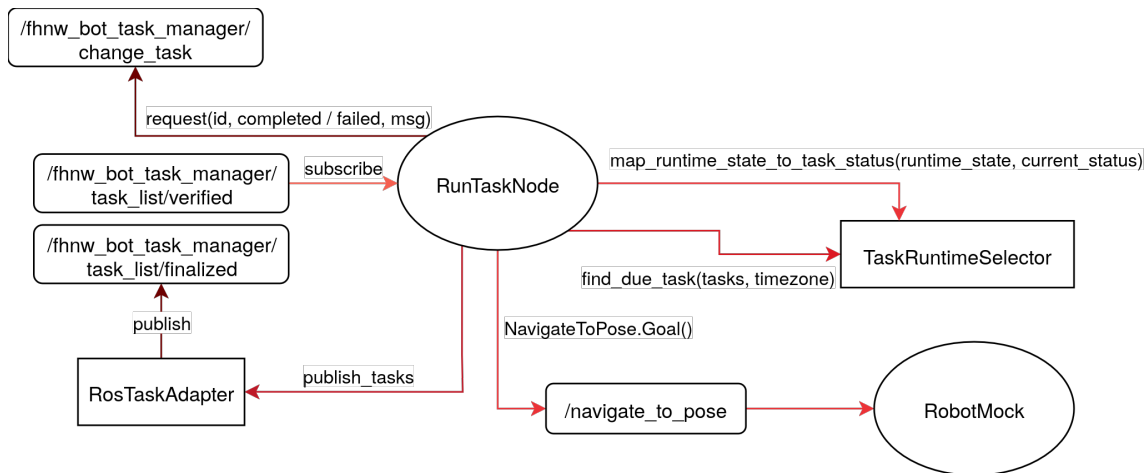 /fhnw_bot_task_manager/
change_task
request(id, completed / failed, msg)
/fhnw_bot_task_manager/
task_list/verified
subscribe
RunTaskNode
map_runtime_state_to_task_status(runtime_state, current_status)
/fhnw_bot_task_manager/
task_list/finalized
TaskRuntimeSelector
find_due_task(tasks, timezone)
publish
NavigateToPose.Goal()
RosTaskAdapter
publish_tasks
/navigate_to_pose
RobotMock